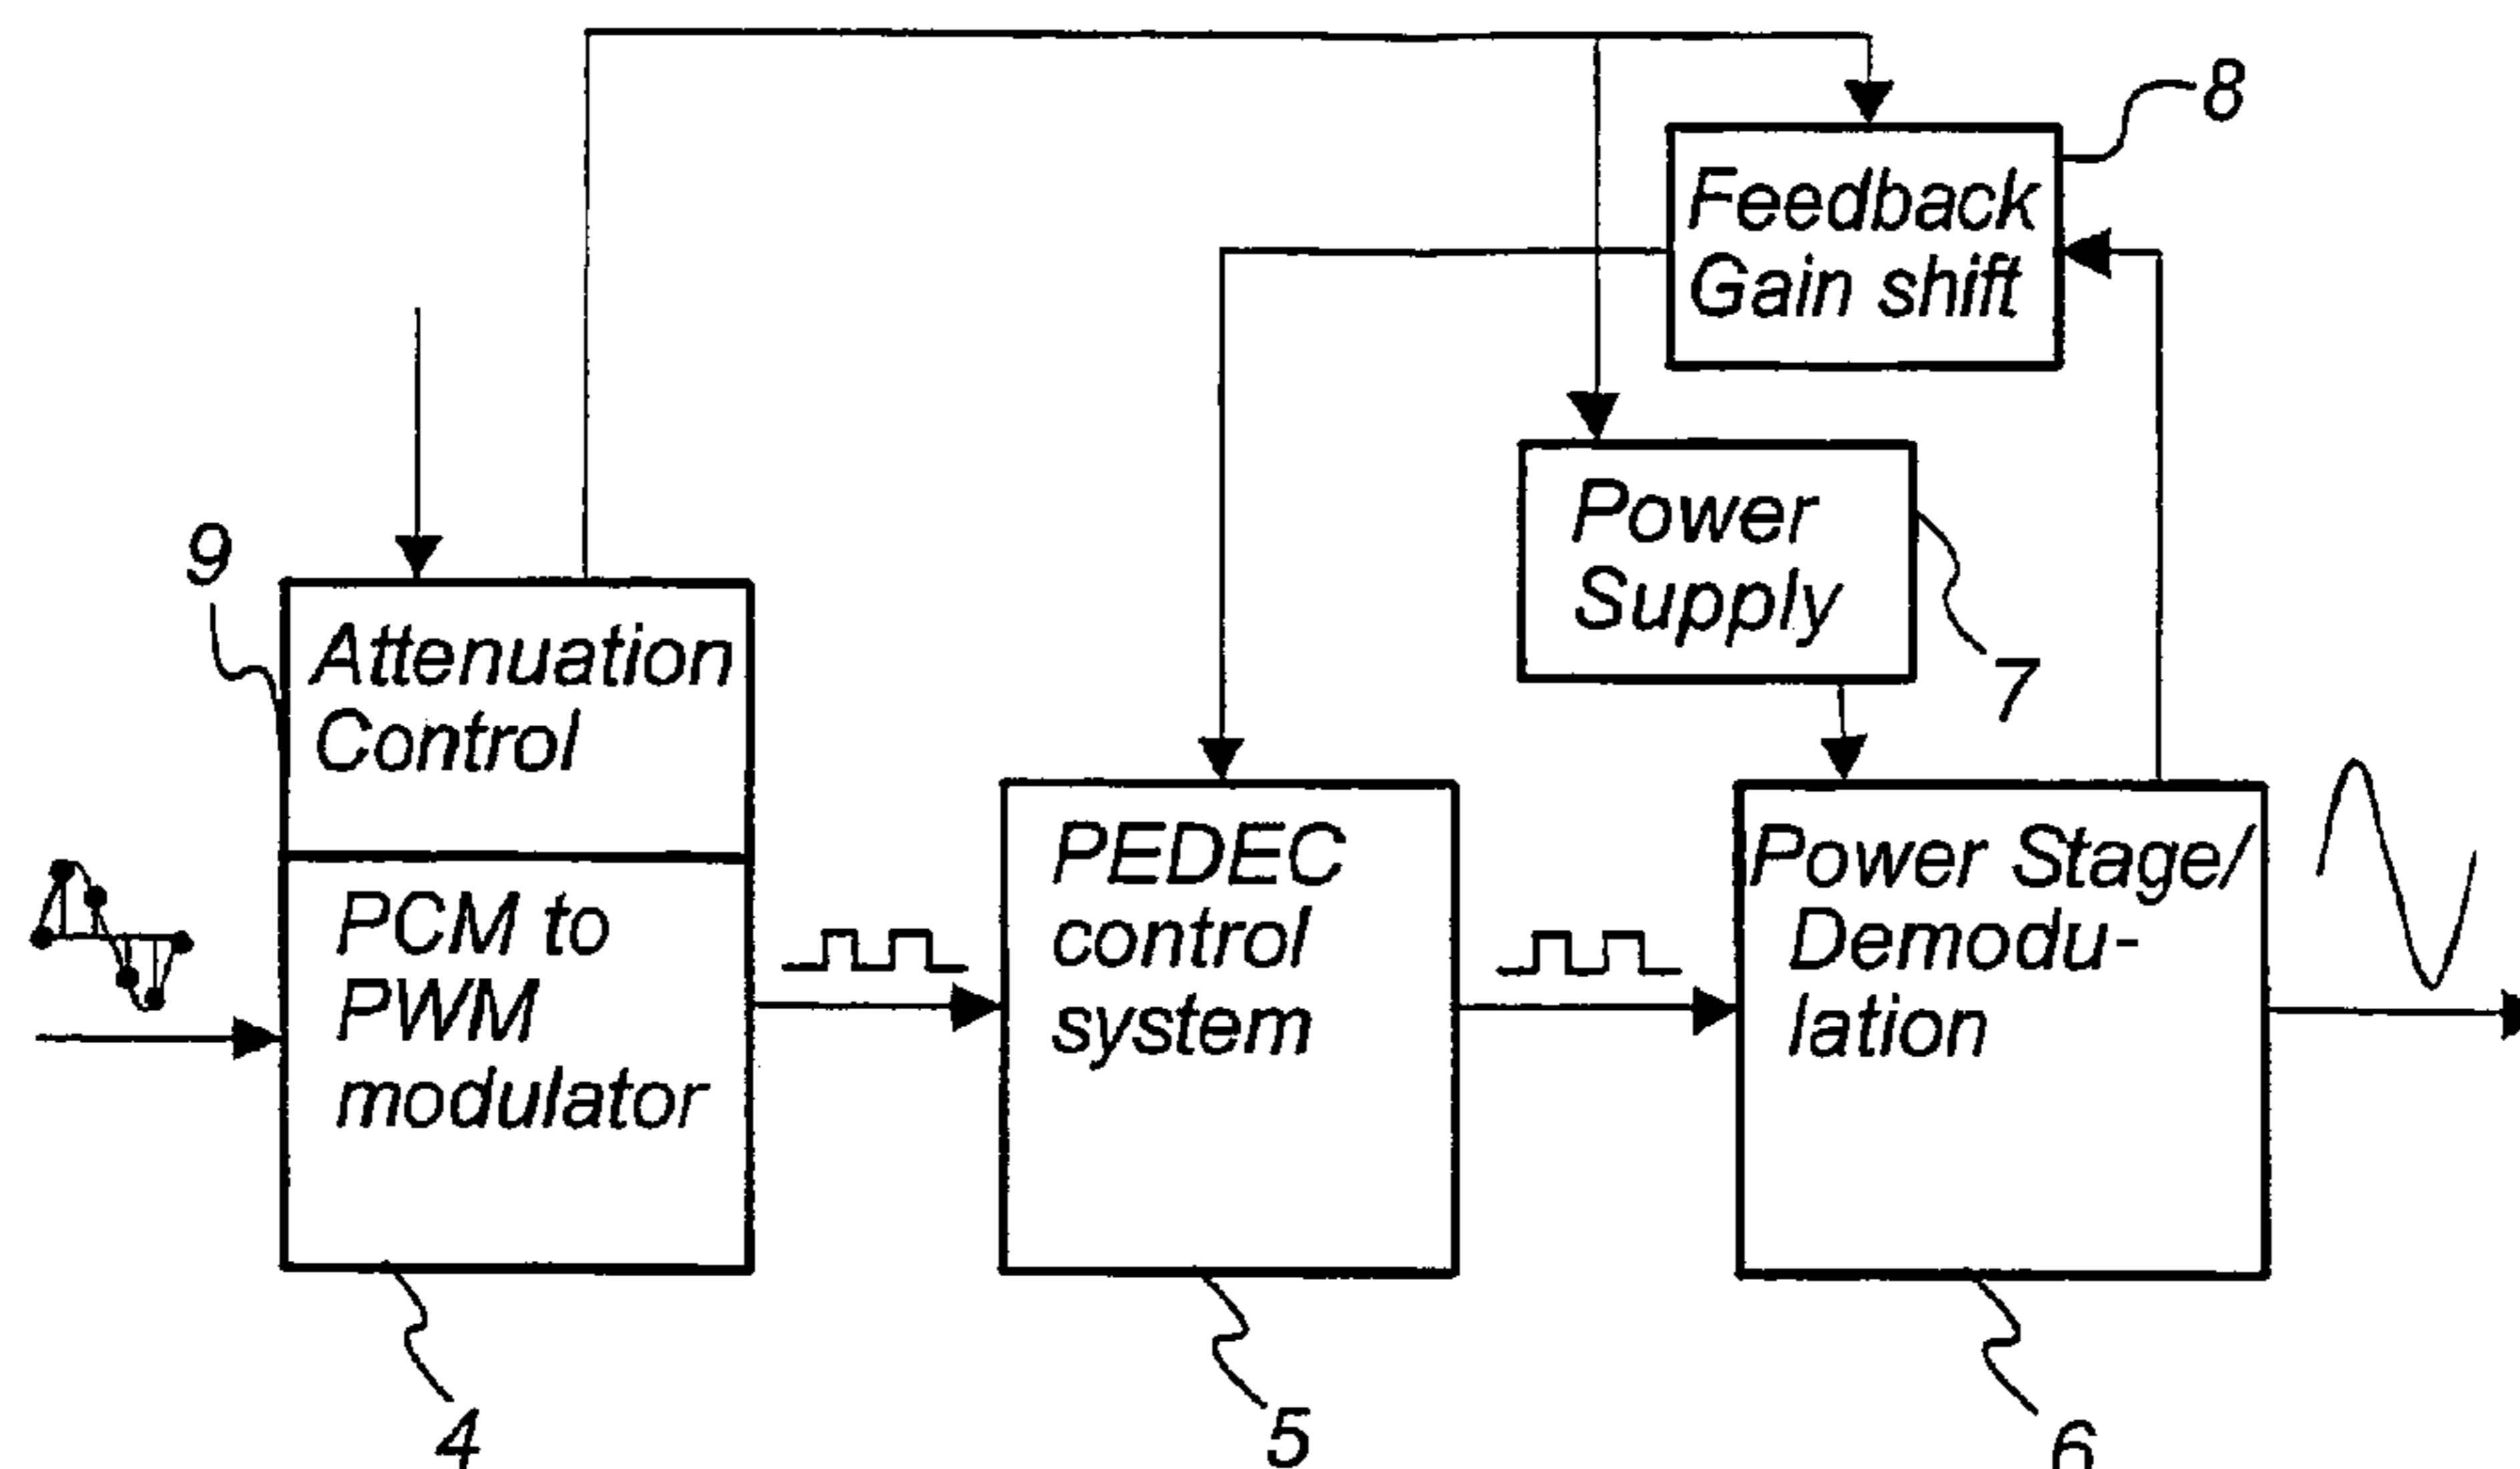 8
Feedback
Gain shift
Power
Supply
7
9
Attenuation
Control
PCM to
PWM
modulator
PEDEC
control
system
Power Stage/
Demodu-
lation
4
5
6